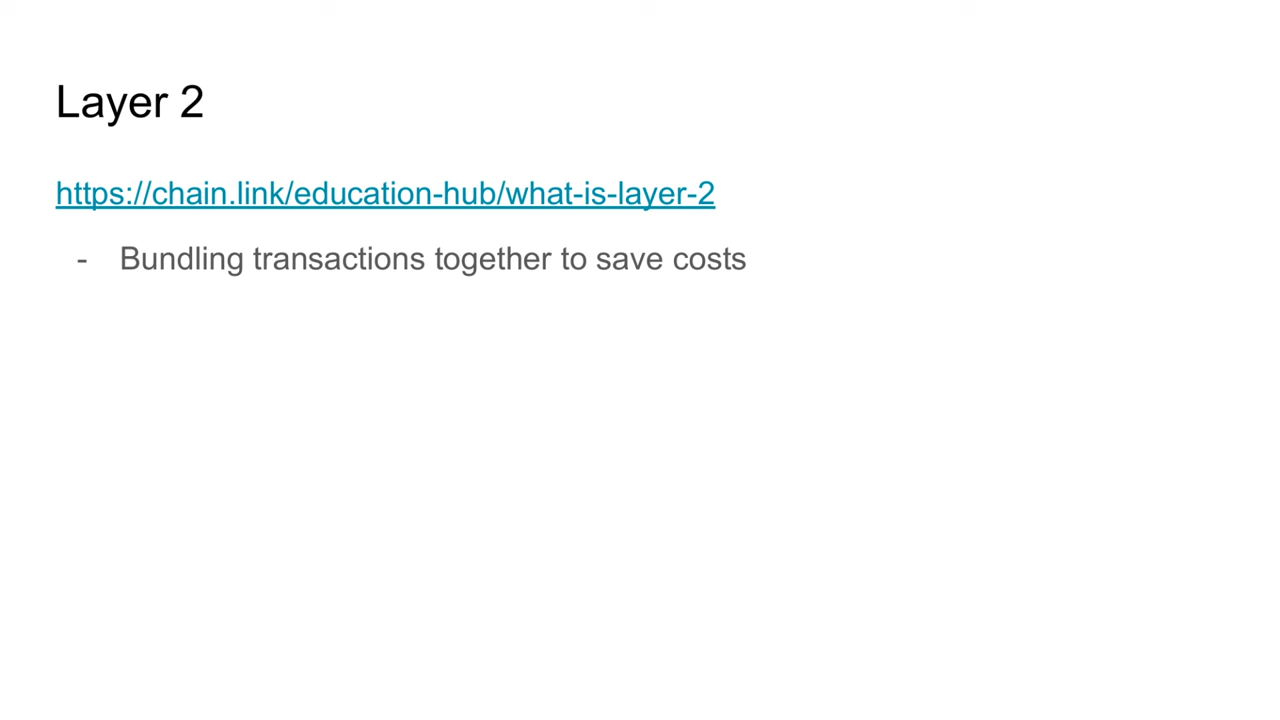 Layer 2
https://chain.link/education-hub/what-is-layer-2
- Bundling transactions together to save costs